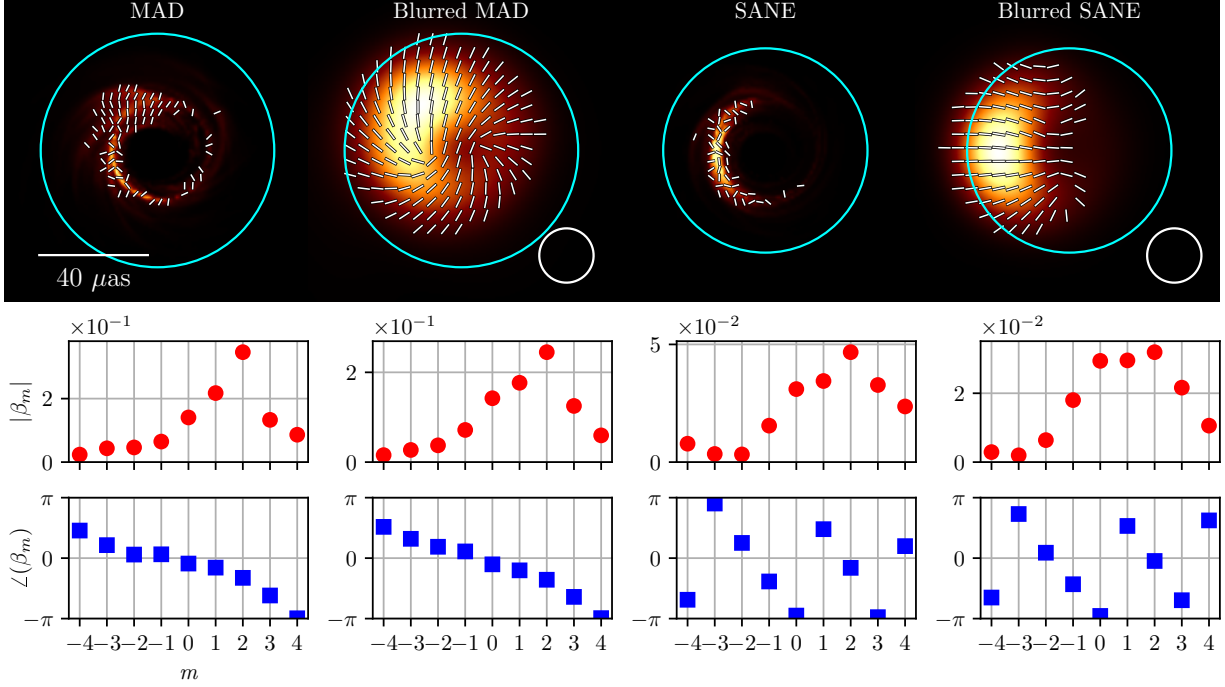 MAD Blurred MAD SANE Blurred SANE
40 μas
×10⁻¹ ×10⁻¹ ×10⁻² ×10⁻²
5
2 2 2
|βₘ|
0 0 0 0
π π π π
∠(βₘ)
0 0 0 0
−π −π −π −π
−4 −3 −2 −1 0 1 2 3 4 −4 −3 −2 −1 0 1 2 3 4 −4 −3 −2 −1 0 1 2 3 4 −4 −3 −2 −1 0 1 2 3 4
m